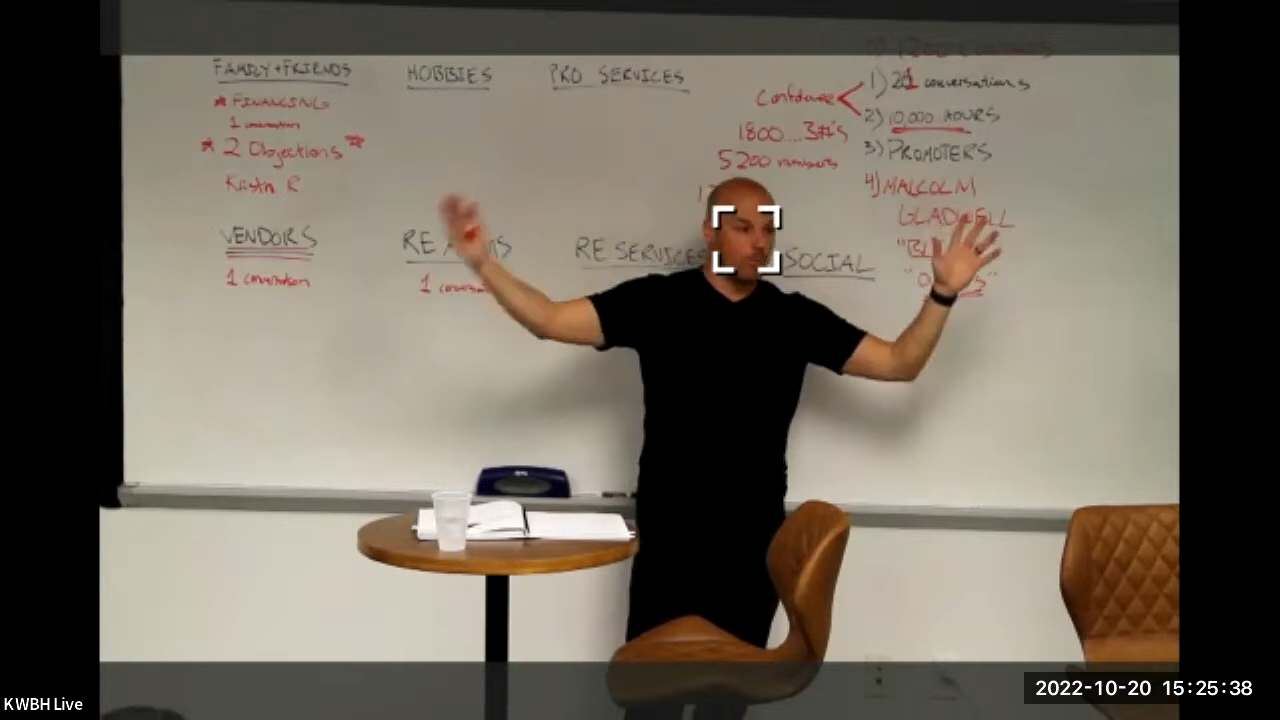 FAMILY+FRIENDS
* FINANCING
1 conversation
* 2 Objections *
Kristn R
HOBBIES
PRO SERVICES
Confidence
1) 21 conversations
2) 10,000 HOURS
1800...3#'s
5200 numbers
3) PROMOTERS
4) MALCOLM
GLADWELL
VENDORS
1 conversation
RE
1
RE SERVICES
SOCIAL
KWBH Live
2022-10-20 15:25:38